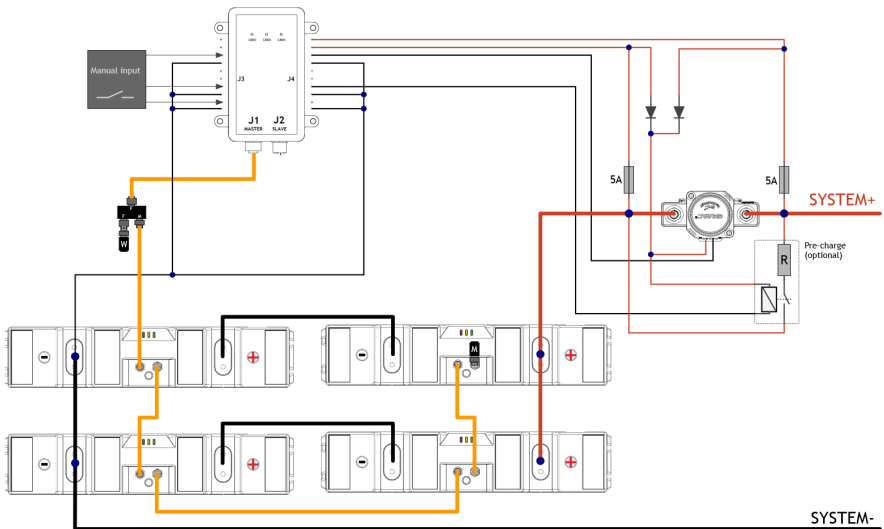 LED3 LED2 LED1
Manual input
J3
J4
J1
MASTER
J2
SLAVE
5A
5A
SYSTEM+
F
F
M
W
R
Pre-charge
(optional)
M
SYSTEM-